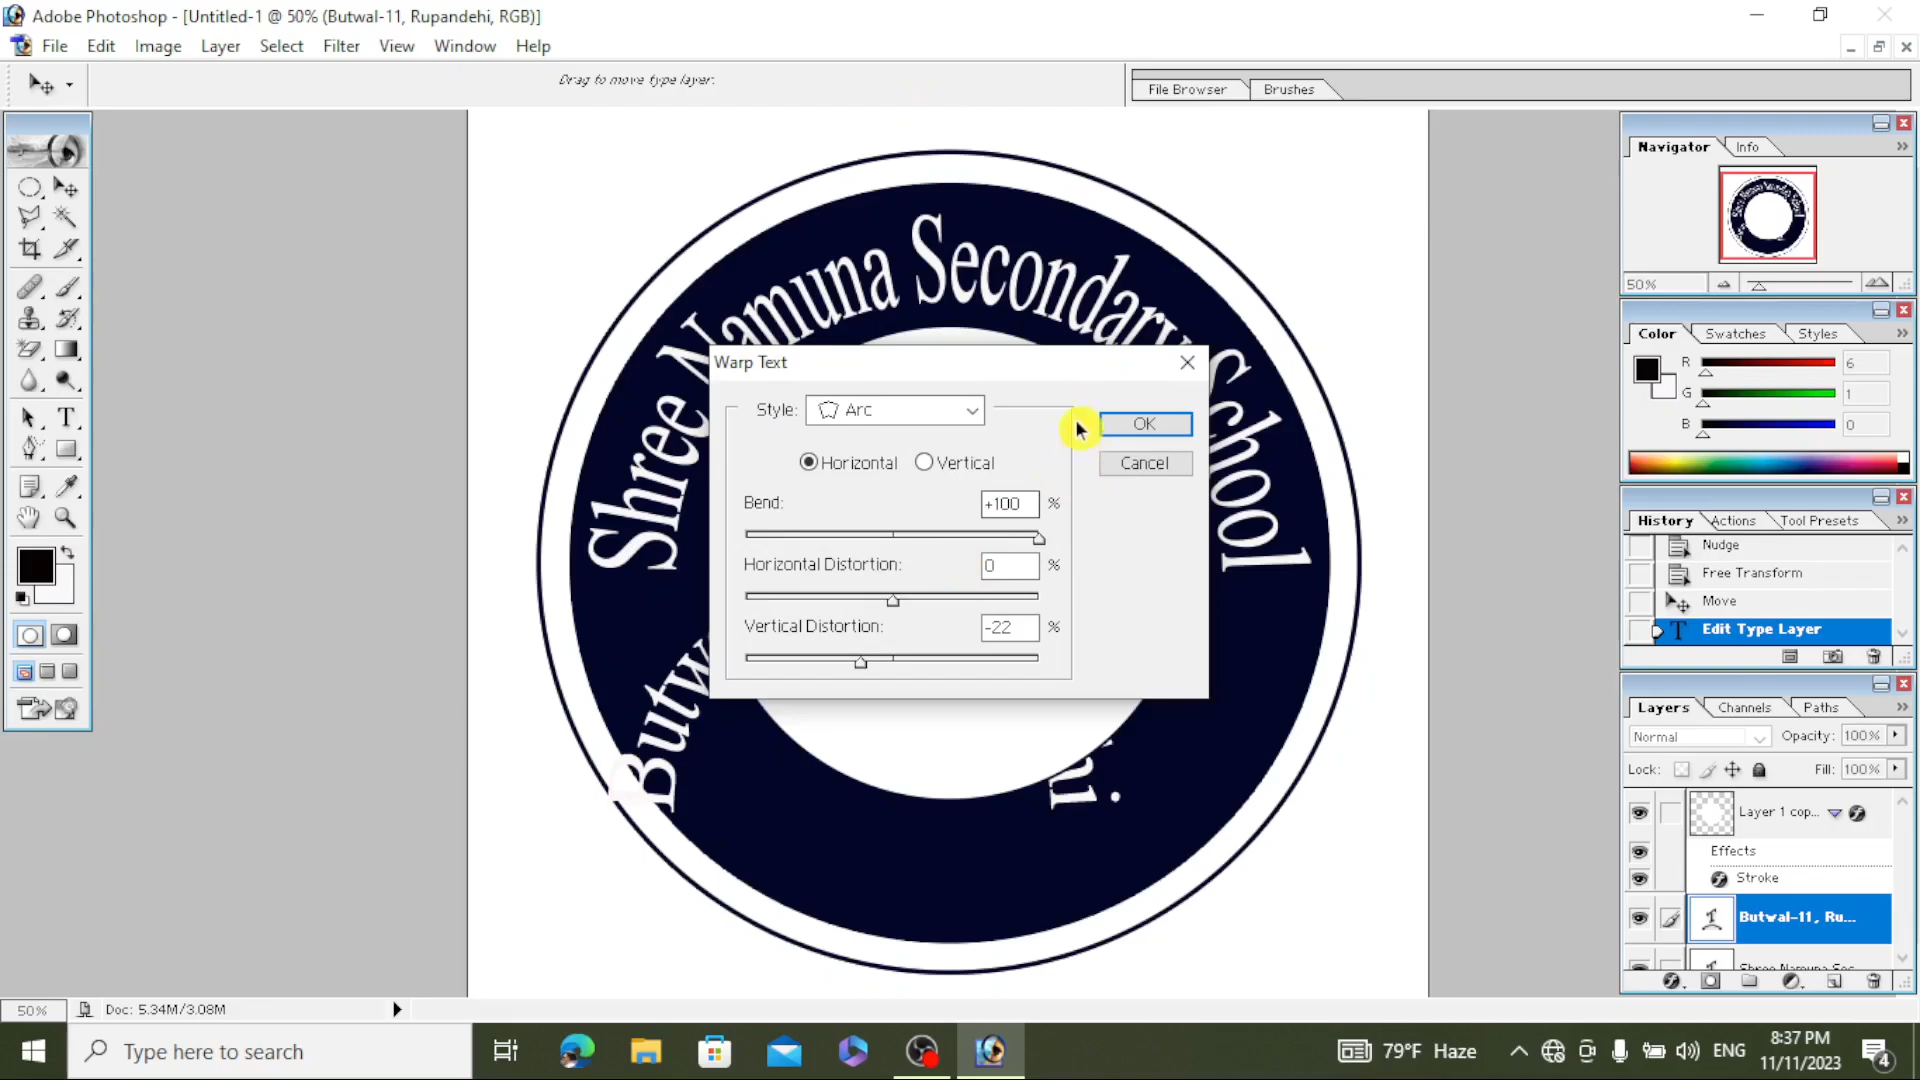 Adobe Photoshop - [Untitled-1 @ 50% (Butwal-11, Rupandehi, RGB)]
File Edit Image Layer Select Filter View Window Help
Drag to move type layer.
File Browser Brushes
Navigator Info
50%
Color Swatches Styles
R 6
G 1
B 0
History Actions Tool Presets
Nudge
Free Transform
Move
Edit Type Layer
Layers Channels Paths
Normal Opacity: 100%
Lock: Fill: 100%
Layer 1 cop...
Effects
Stroke
Butwal-11, Ru...
Shree Namuna Sec...
Shree Namuna Secondary School
Warp Text
Style: Arc
OK
Horizontal Vertical
Cancel
Bend: +100 %
Horizontal Distortion: 0 %
Vertical Distortion: -22 %
50% Doc: 5.34M/3.08M
Type here to search
79°F Haze
ENG
8:37 PM
11/11/2023
4